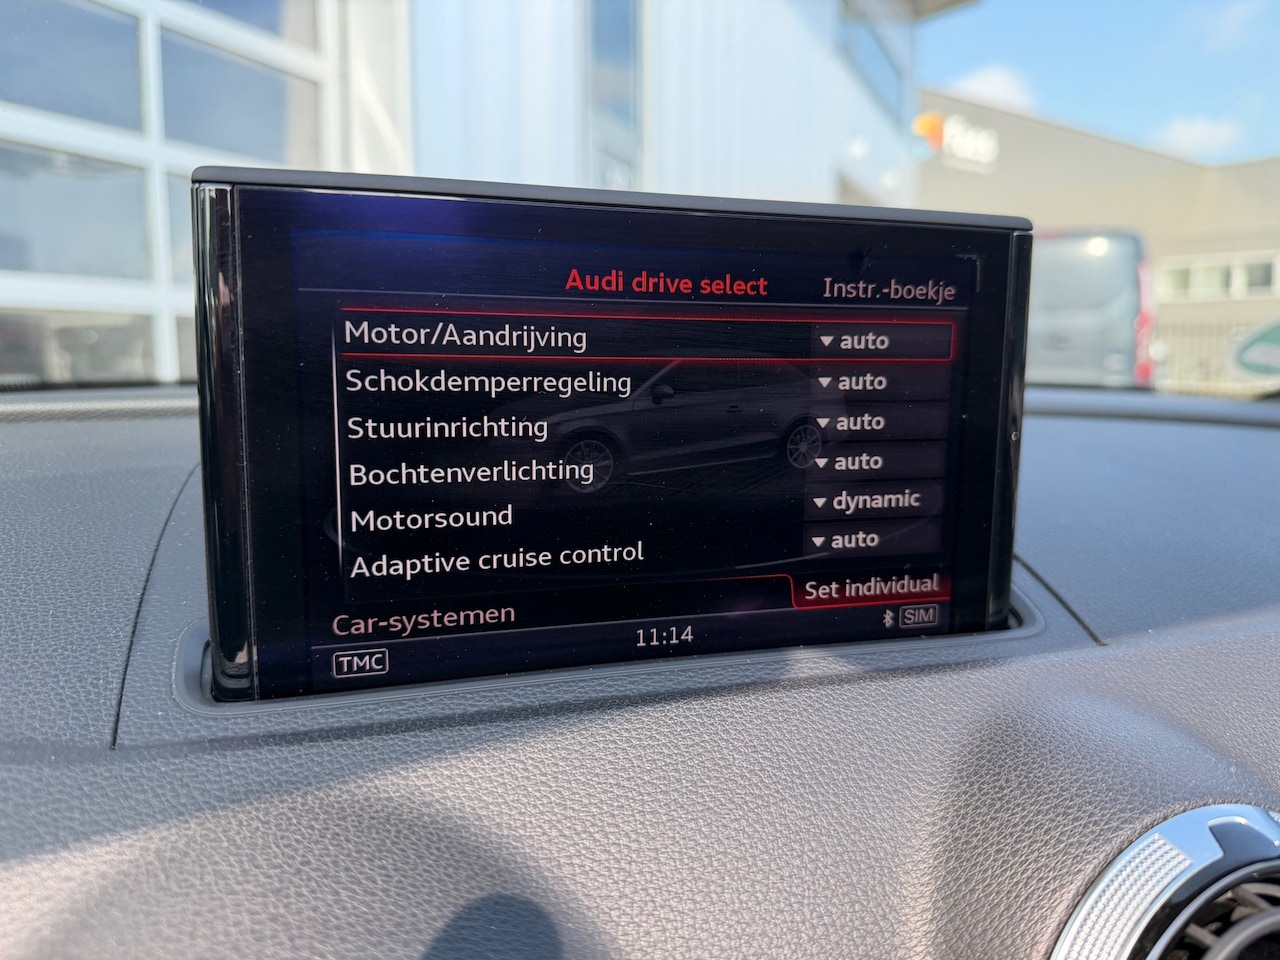 Audi drive select
Instr.-boekje
Motor/Aandrijving ▼ auto
Schokdemperregeling ▼ auto
Stuurinrichting ▼ auto
Bochtenverlichting ▼ auto
Motorsound ▼ dynamic
Adaptive cruise control ▼ auto
Set individual
Car-systemen
TMC
11:14
SIM